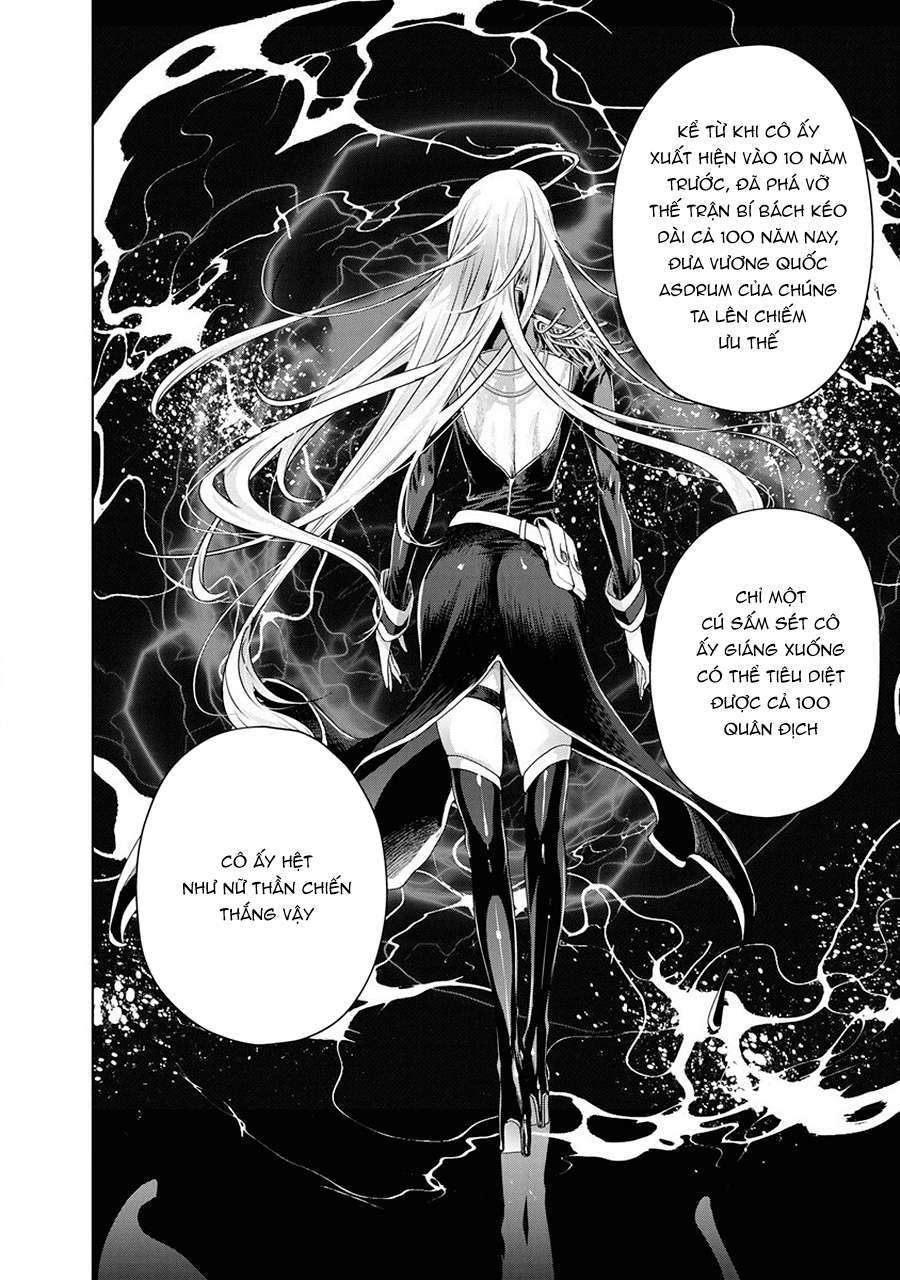 KỂ TỪ KHI CÔ ẤY
XUẤT HIỆN VÀO 10 NĂM
TRƯỚC, ĐÃ PHÁ VỠ
THẾ TRẬN BÍ BÁCH KÉO
DÀI CẢ 100 NĂM NAY,
ĐƯA VƯƠNG QUỐC
ASDRUM CỦA CHÚNG
TA LÊN CHIẾM
ƯU THẾ
CHỈ MỘT
CÚ SẤM SÉT CÔ
ẤY GIÁNG XUỐNG
CÓ THỂ TIÊU DIỆT
ĐƯỢC CẢ 100
QUÂN ĐỊCH
CÔ ẤY HỆT
NHƯ NỮ THẦN CHIẾN
THẮNG VẬY